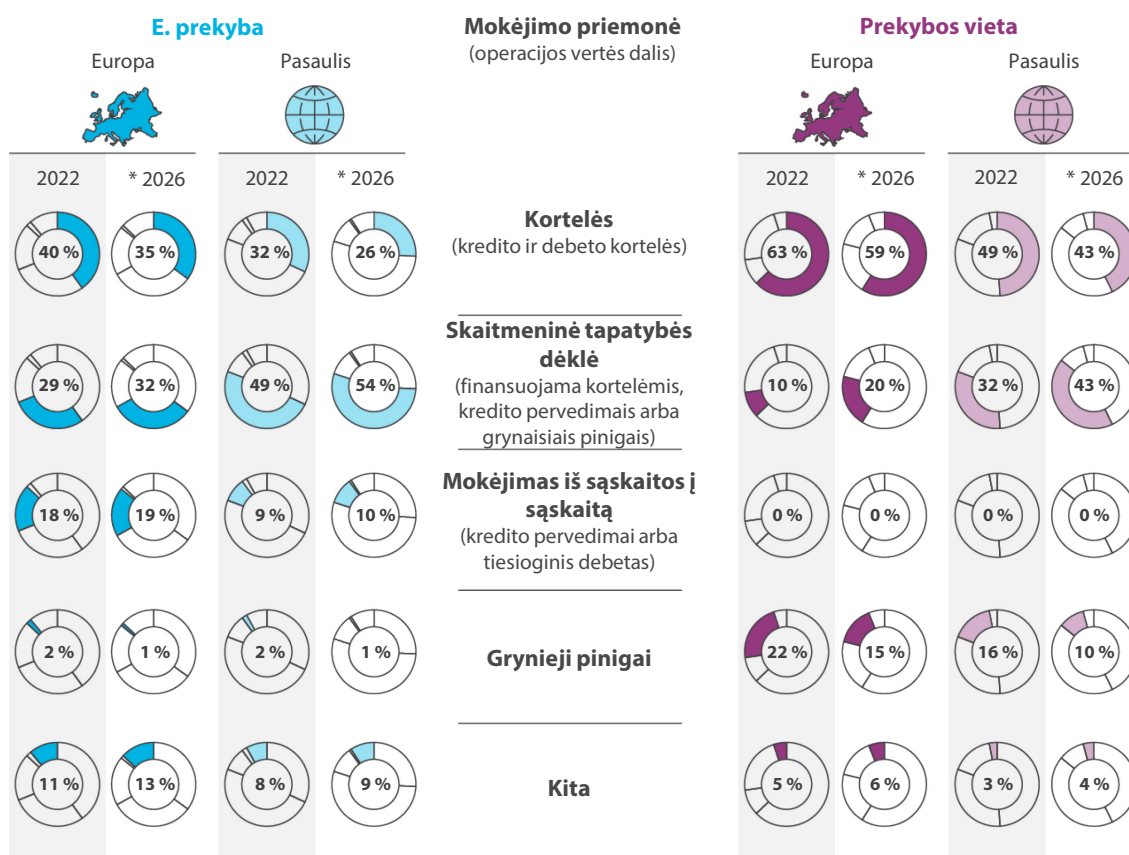 E. prekyba
Mokėjimo priemonė
(operacijos vertės dalis)
Prekybos vieta
Europa Pasaulis
Europa Pasaulis
2022 * 2026 2022 * 2026
2022 * 2026 2022 * 2026
40 % 35 % 32 % 26 %
Kortelės
(kredito ir debeto kortelės)
63 % 59 % 49 % 43 %
29 % 32 % 49 % 54 %
Skaitmeninė tapatybės
dėklė
(finansuojama kortelėmis,
kredito pervedimais arba
grynaisiais pinigais)
10 % 20 % 32 % 43 %
18 % 19 % 9 % 10 %
Mokėjimas iš sąskaitos į
sąskaitą
(kredito pervedimai arba
tiesioginis debetas)
0 % 0 % 0 % 0 %
2 % 1 % 2 % 1 %
Grynieji pinigai
22 % 15 % 16 % 10 %
11 % 13 % 8 % 9 %
Kita
5 % 6 % 3 % 4 %